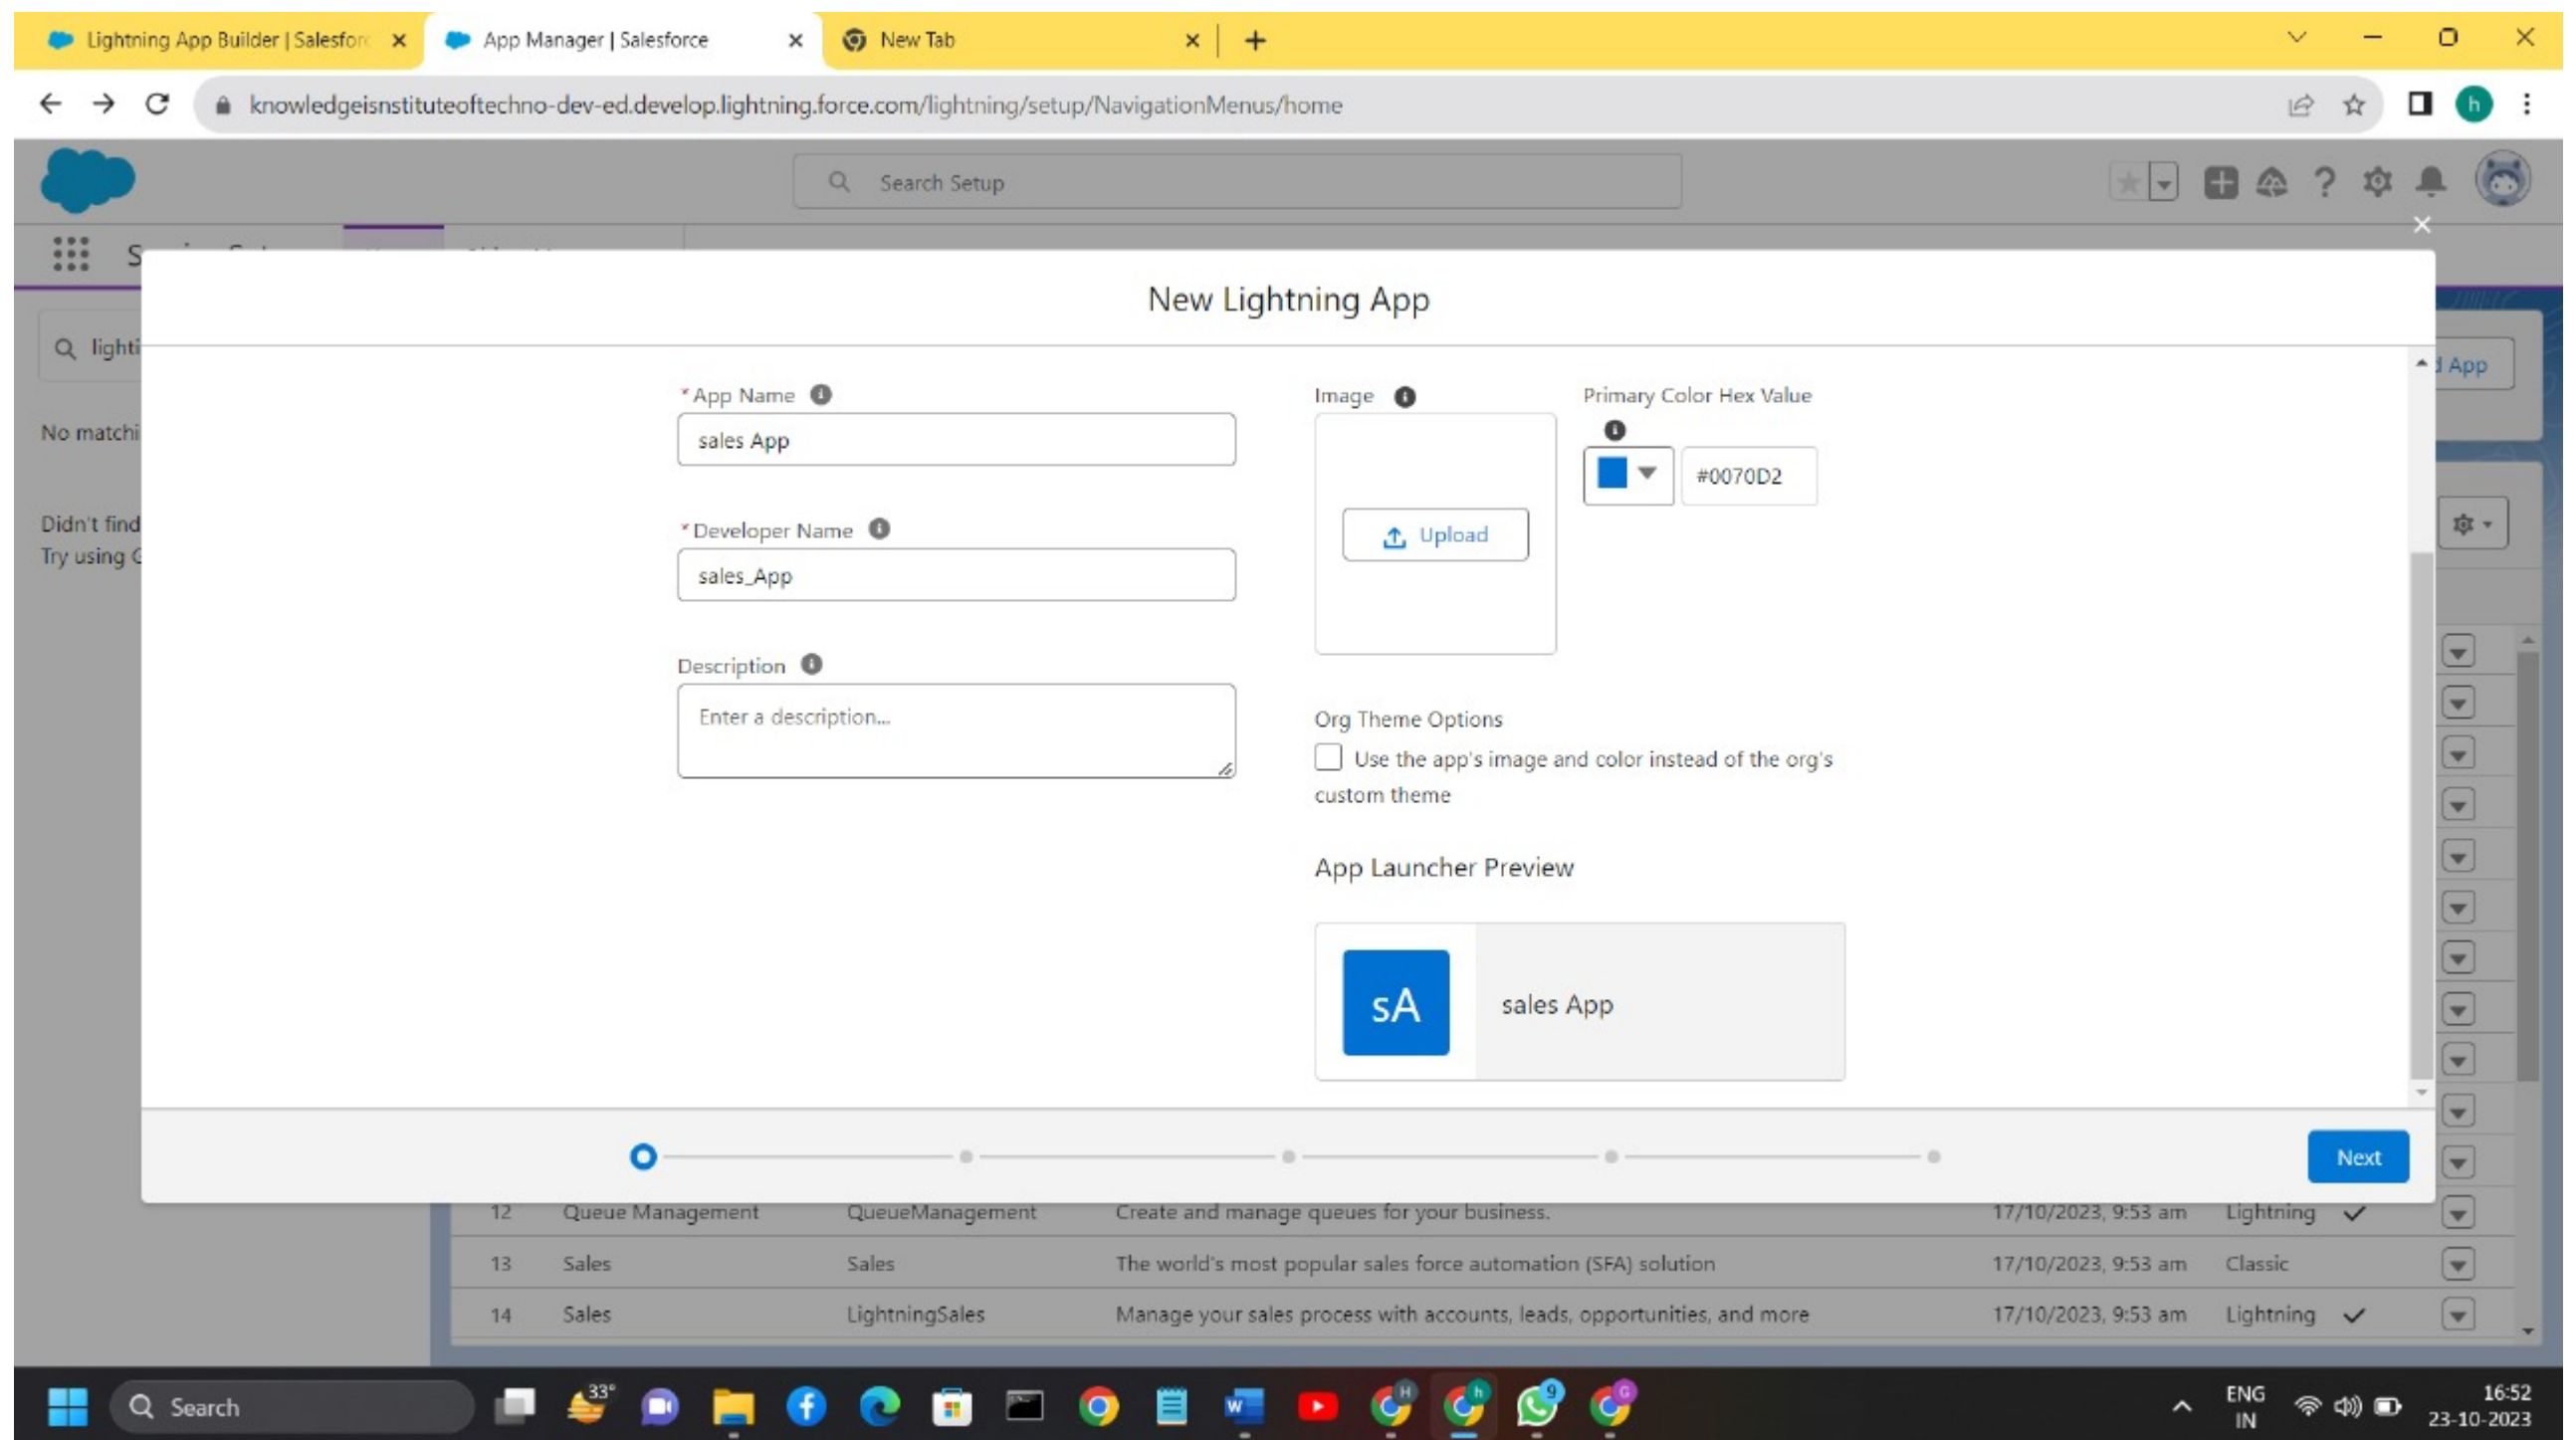 Lightning App Builder | Salesforc
App Manager | Salesforce
New Tab
knowledgeisnstituteoftechno-dev-ed.develop.lightning.force.com/lightning/setup/NavigationMenus/home
h
Search Setup
New Lightning App
lighti
d App
No matchi
Didn't find
Try using G
* App Name
sales App
* Developer Name
sales_App
Description
Enter a description...
Image
Upload
Primary Color Hex Value
#0070D2
Org Theme Options
Use the app's image and color instead of the org's
custom theme
App Launcher Preview
sA
sales App
Next
12 Queue Management QueueManagement Create and manage queues for your business. 17/10/2023, 9:53 am Lightning
13 Sales Sales The world's most popular sales force automation (SFA) solution 17/10/2023, 9:53 am Classic
14 Sales LightningSales Manage your sales process with accounts, leads, opportunities, and more 17/10/2023, 9:53 am Lightning
Search
33°
W
H
h
9
G
ENG
IN
16:52
23-10-2023